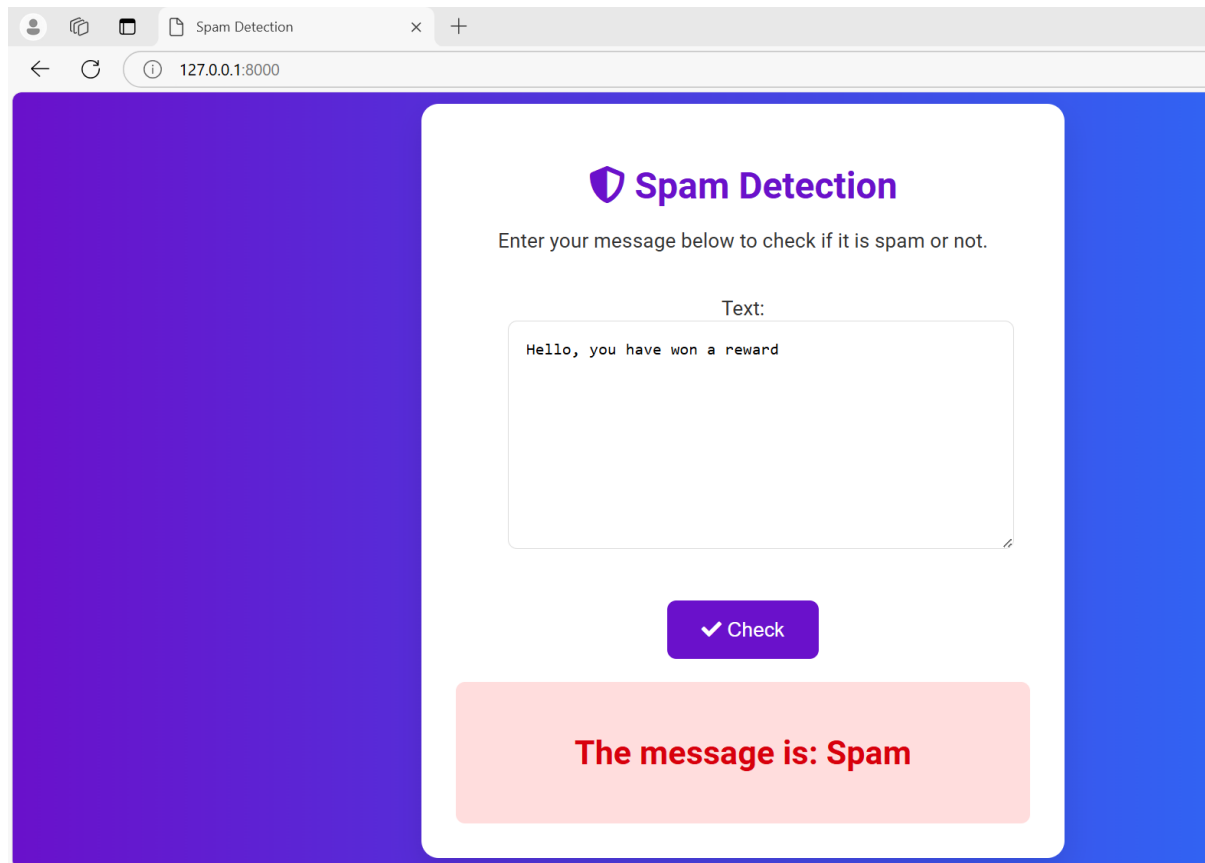 Spam Detection
127.0.0.1:8000
Spam Detection
Enter your message below to check if it is spam or not.
Text:
Hello, you have won a reward
Check
The message is: Spam